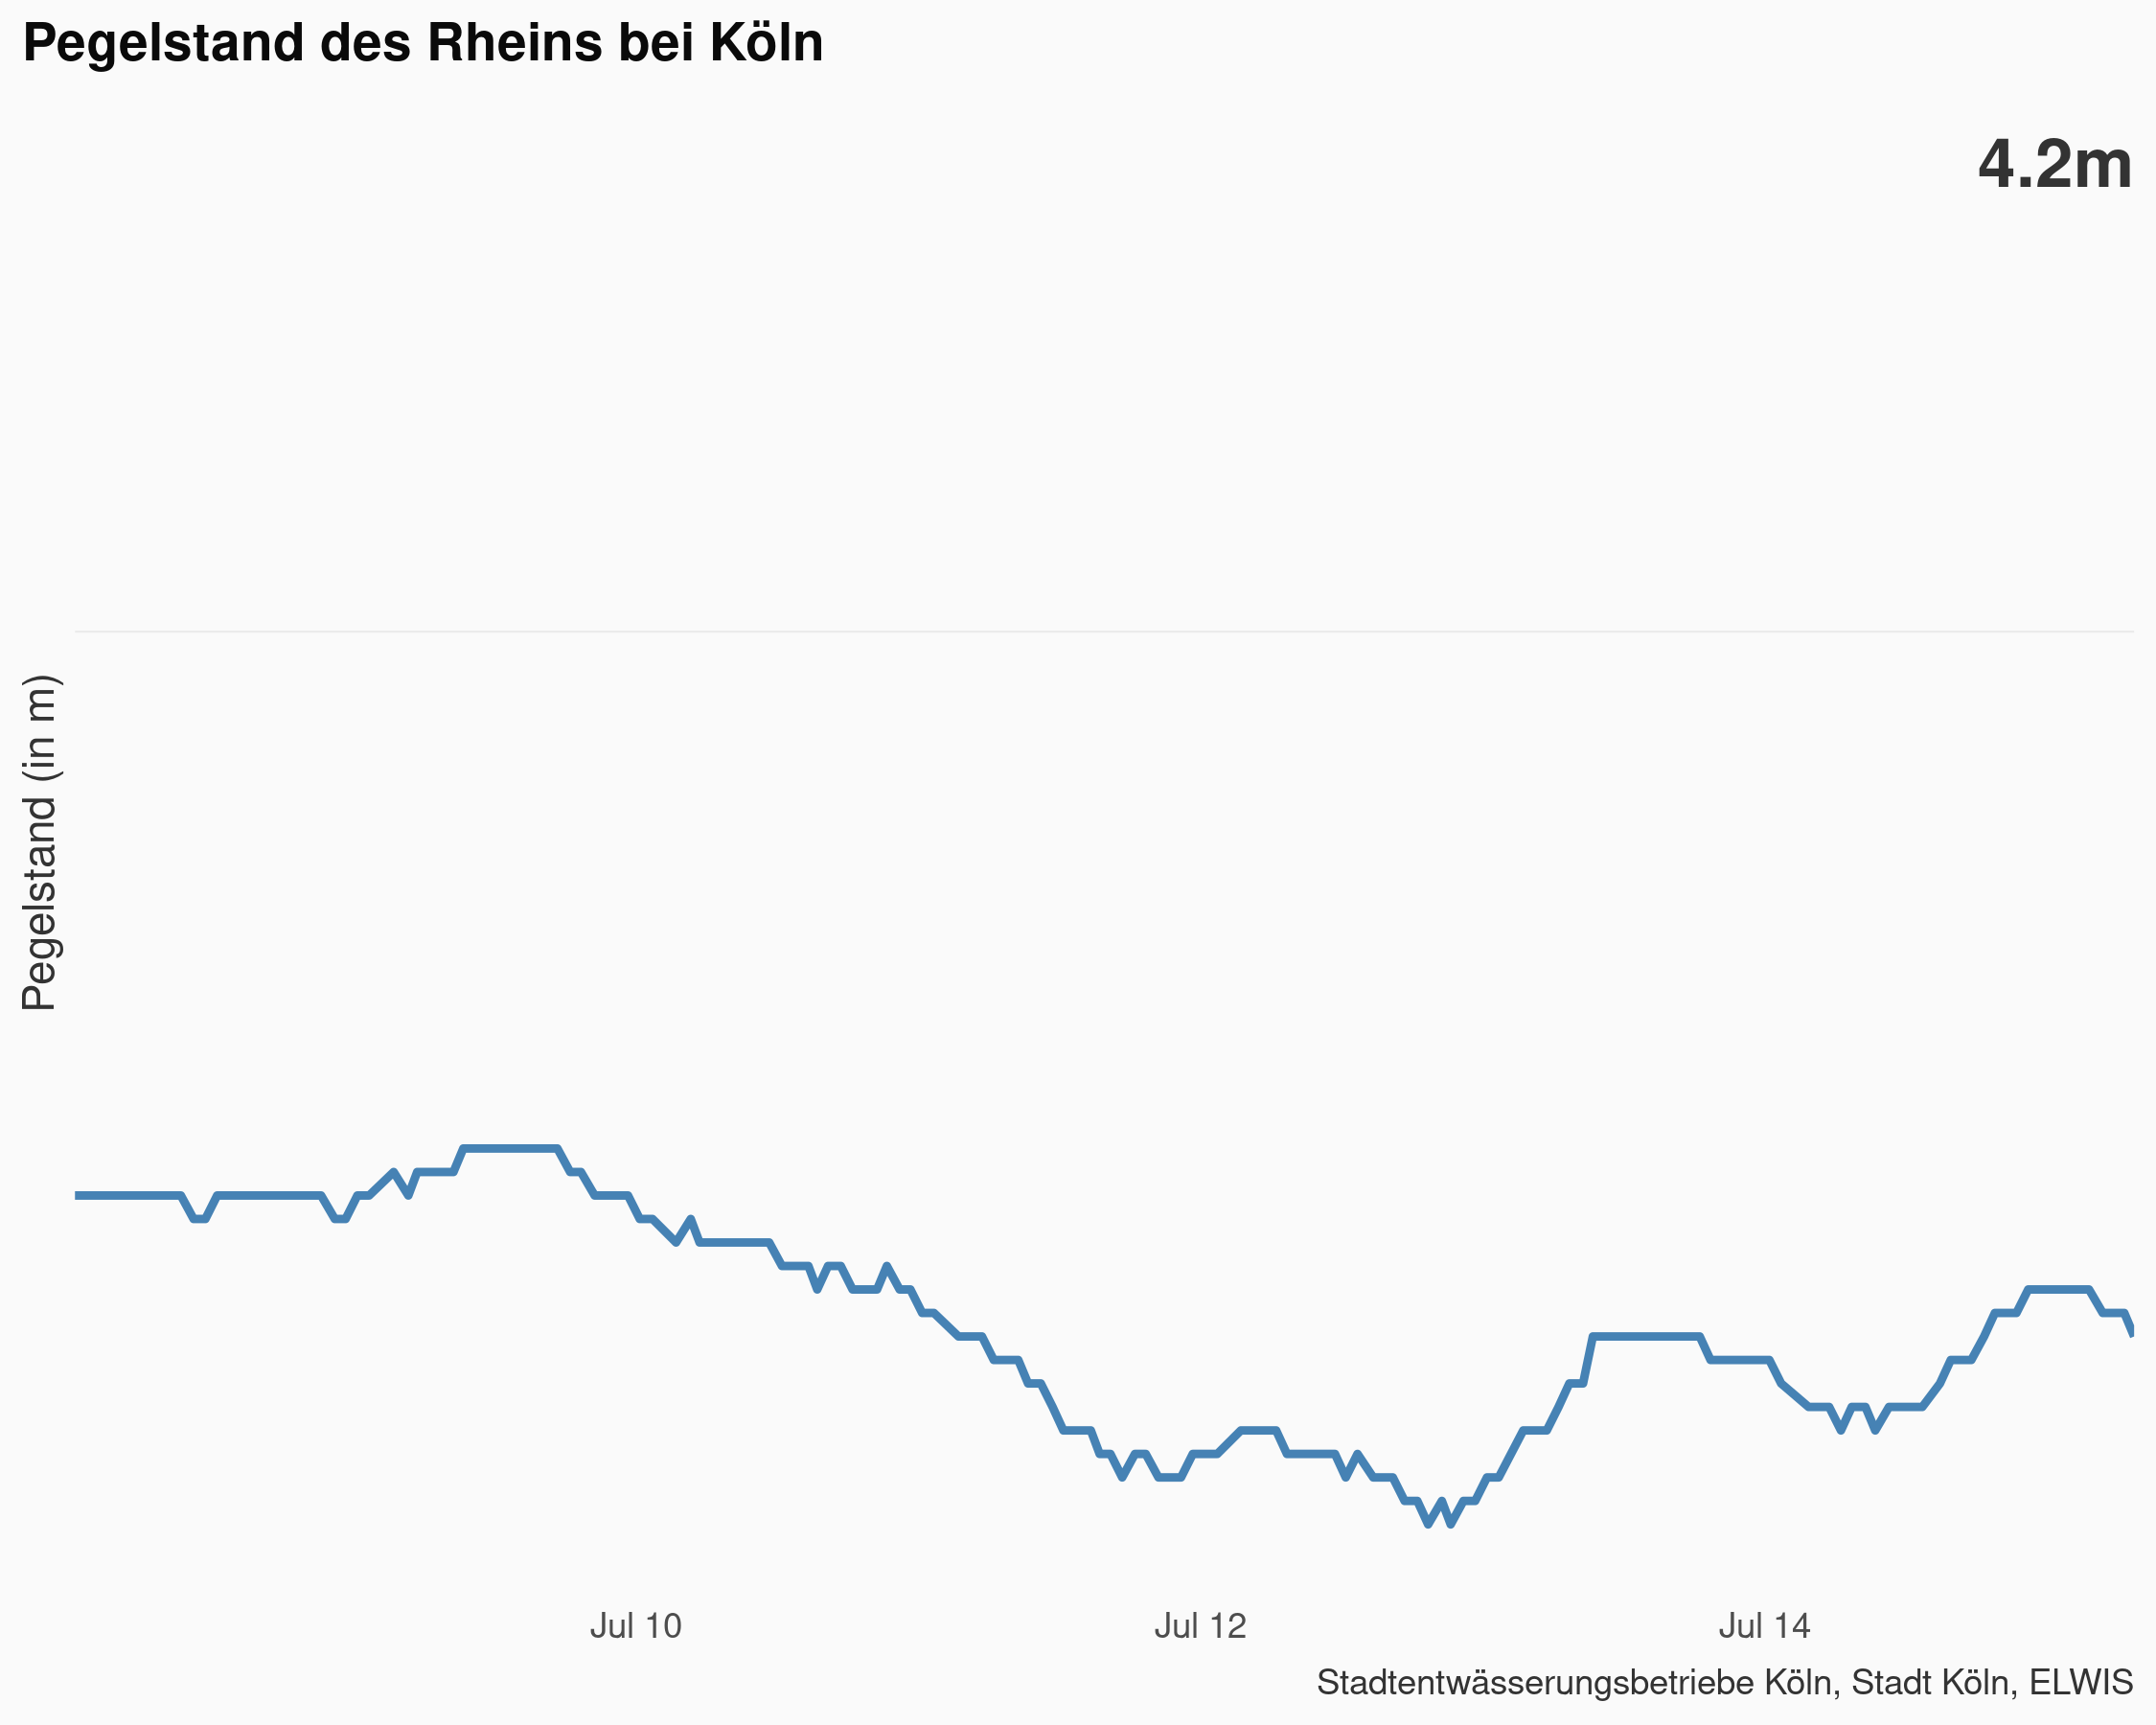 Pegelstand des Rheins bei Köln
4.2m
Pegelstand (in m)
Jul 10
Jul 12
Jul 14
Stadtentwässerungsbetriebe Köln, Stadt Köln, ELWIS